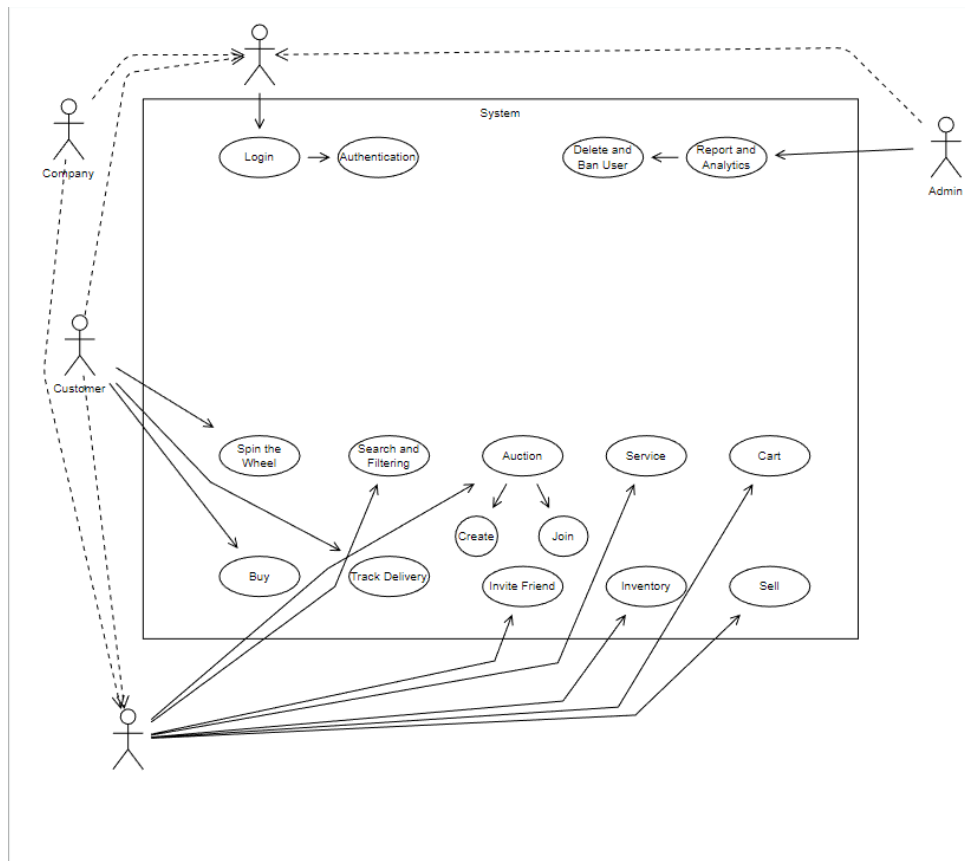 System
Login
Authentication
Delete and
Ban User
Report and
Analytics
Company
Admin
Customer
Spin the
Wheel
Search and
Filtering
Auction
Service
Cart
Create
Join
Buy
Track Delivery
Invite Friend
Inventory
Sell